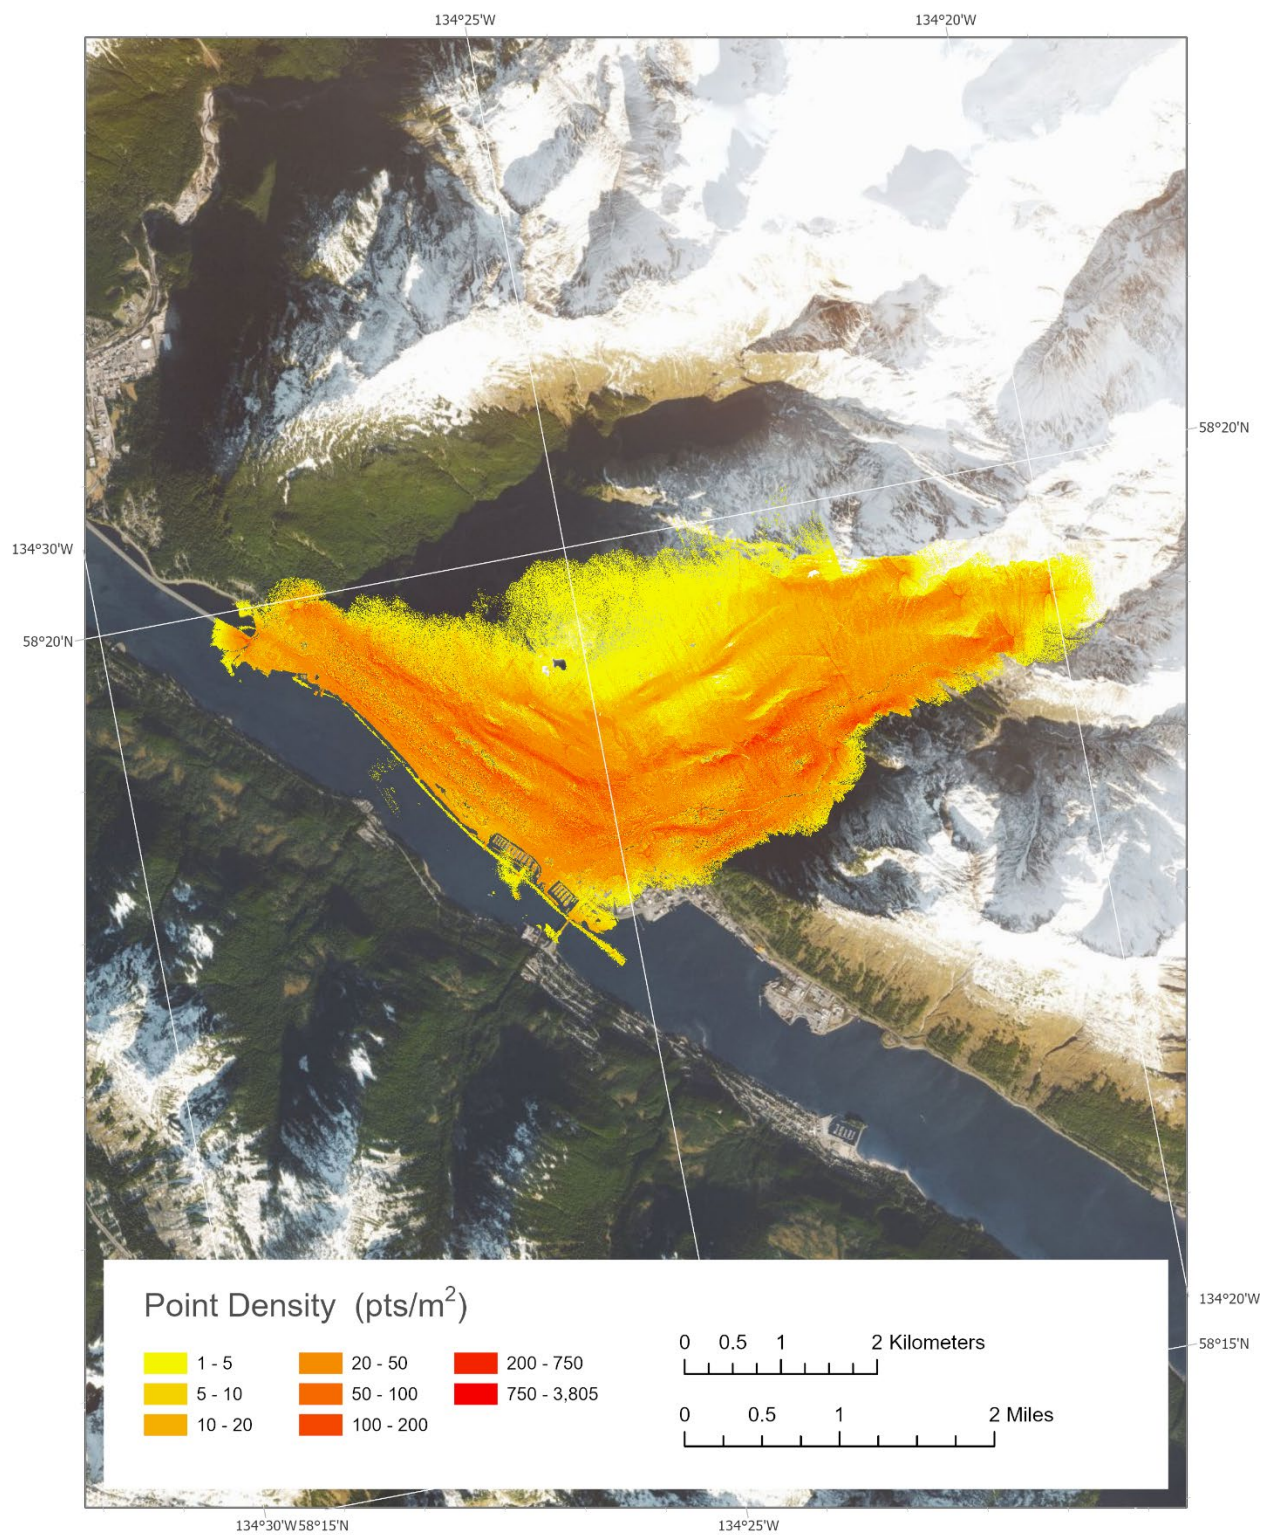 134°25'W 134°20'W
58°20'N
134°30'W
58°20'N
Point Density (pts/m²)
1 - 5 20 - 50 200 - 750
5 - 10 50 - 100 750 - 3,805
10 - 20 100 - 200
0 0.5 1 2 Kilometers
0 0.5 1 2 Miles
134°20'W
58°15'N
134°30'W 58°15'N 134°25'W